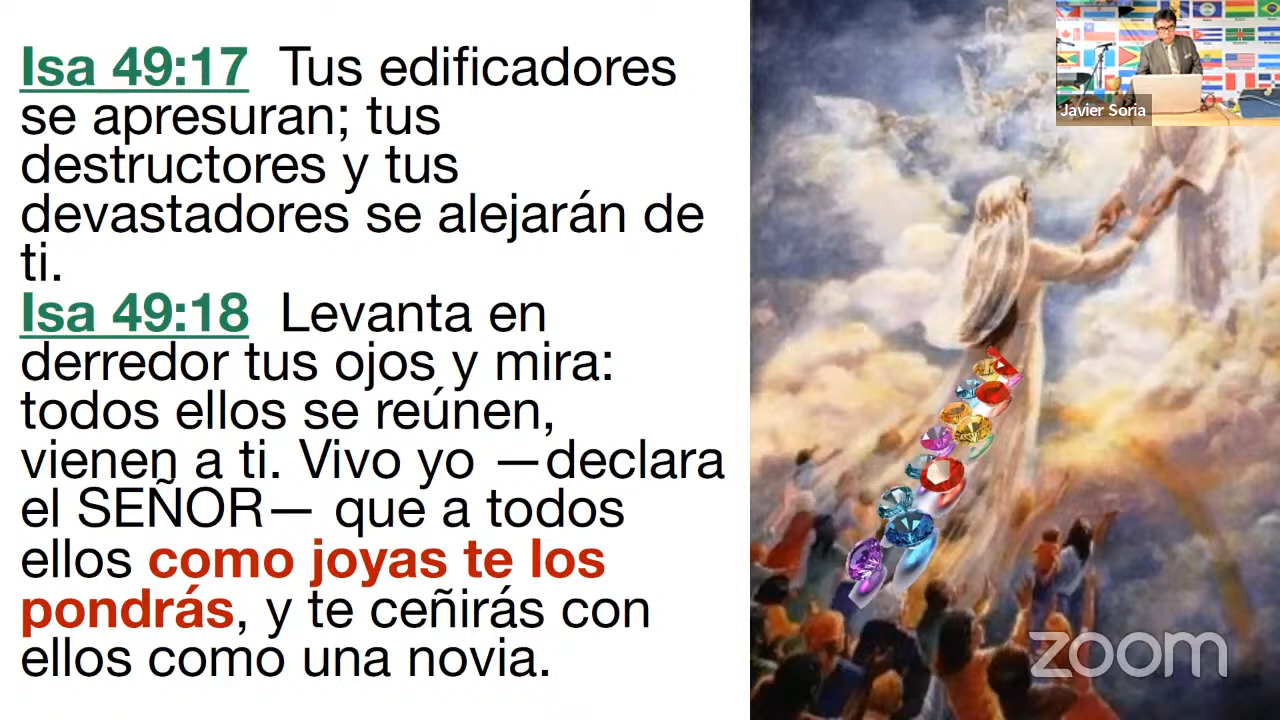 Isa 49:17 Tus edificadores
se apresuran; tus
destructores y tus
devastadores se alejarán de
ti.
Isa 49:18 Levanta en
derredor tus ojos y mira:
todos ellos se reúnen,
vienen a ti. Vivo yo —declara
el SEÑOR— que a todos
ellos como joyas te los
pondrás, y te ceñirás con
ellos como una novia.
Javier Soria
zoom